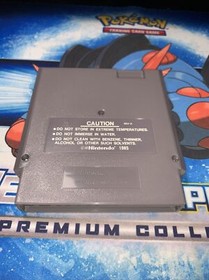 POKÉMON
TRADING CARD GAME
CAUTION
• DO NOT STORE IN EXTREME TEMPERATURES.
• DO NOT IMMERSE IN WATER.
• DO NOT CLEAN WITH BENZENE, THINNER,
ALCOHOL OR OTHER SUCH SOLVENTS.
©Nintendo 1985
PREMIUM COLL